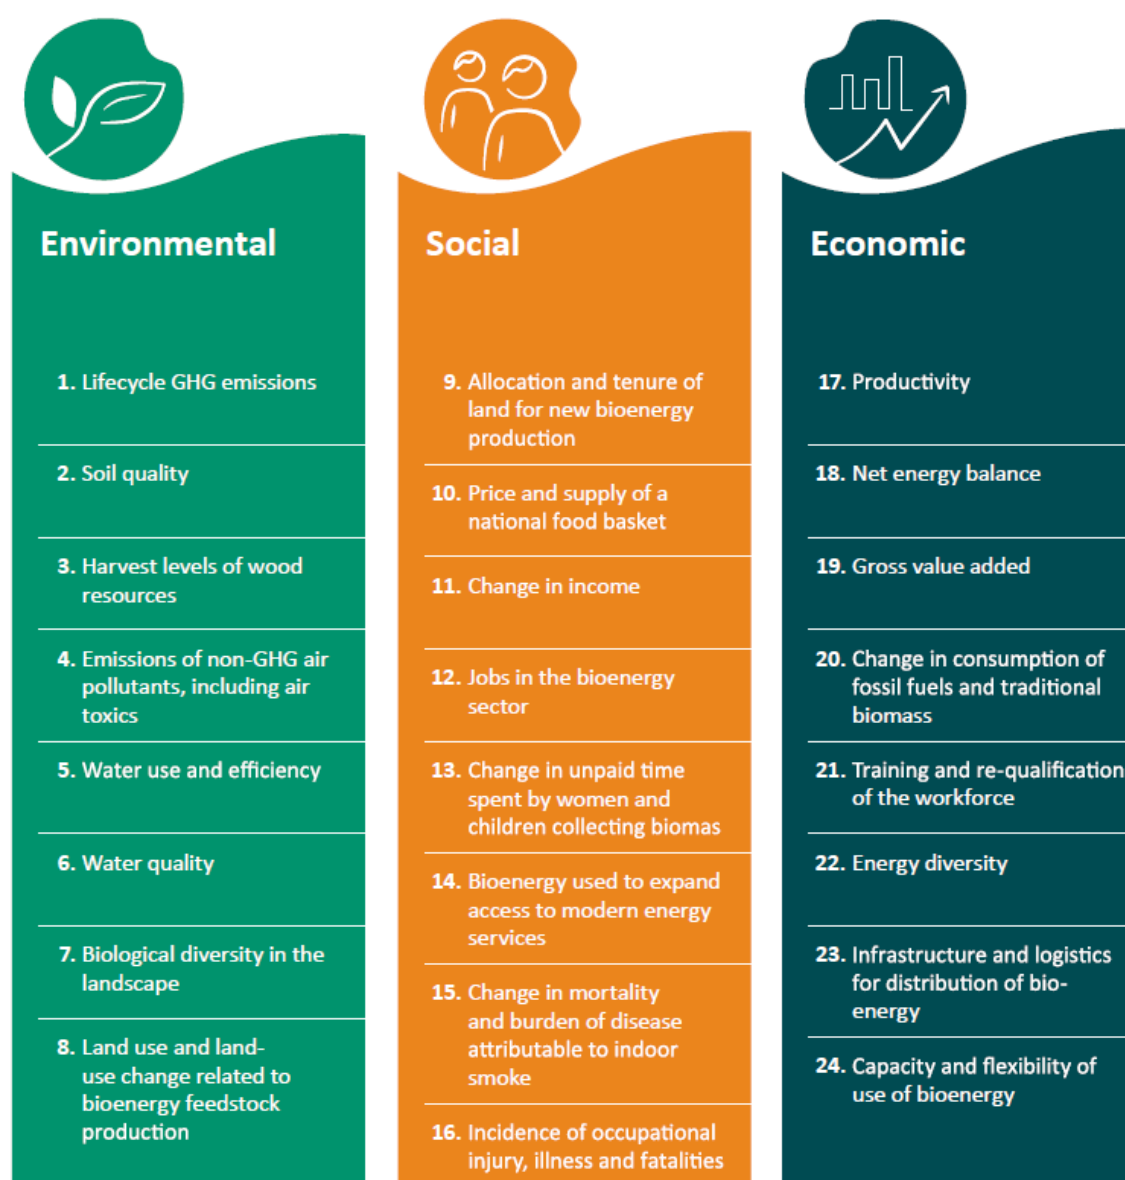 Environmental
1. Lifecycle GHG emissions
2. Soil quality
3. Harvest levels of wood
resources
4. Emissions of non-GHG air
pollutants, including air
toxics
5. Water use and efficiency
6. Water quality
7. Biological diversity in the
landscape
8. Land use and land-
use change related to
bioenergy feedstock
production
Social
9. Allocation and tenure of
land for new bioenergy
production
10. Price and supply of a
national food basket
11. Change in income
12. Jobs in the bioenergy
sector
13. Change in unpaid time
spent by women and
children collecting biomas
14. Bioenergy used to expand
access to modern energy
services
15. Change in mortality
and burden of disease
attributable to indoor
smoke
16. Incidence of occupational
injury, illness and fatalities
Economic
17. Productivity
18. Net energy balance
19. Gross value added
20. Change in consumption of
fossil fuels and traditional
biomass
21. Training and re-qualification
of the workforce
22. Energy diversity
23. Infrastructure and logistics
for distribution of bio-
energy
24. Capacity and flexibility of
use of bioenergy